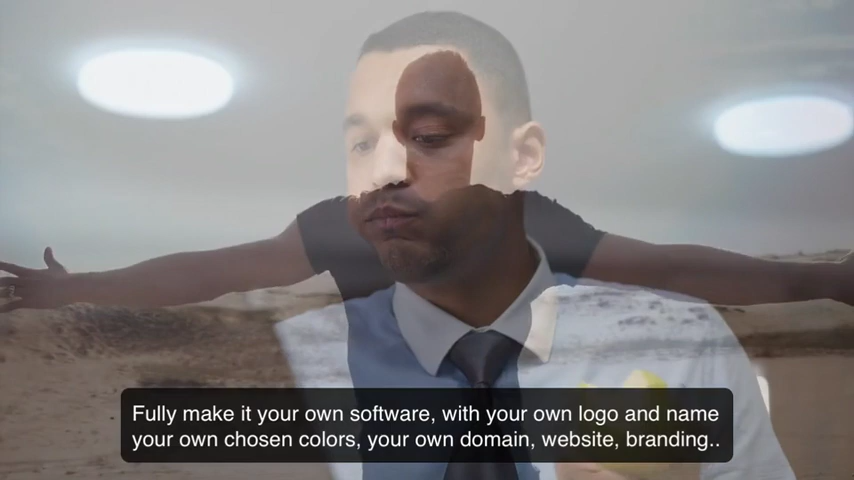 Fully make it your own software, with your own logo and name
your own chosen colors, your own domain, website, branding..